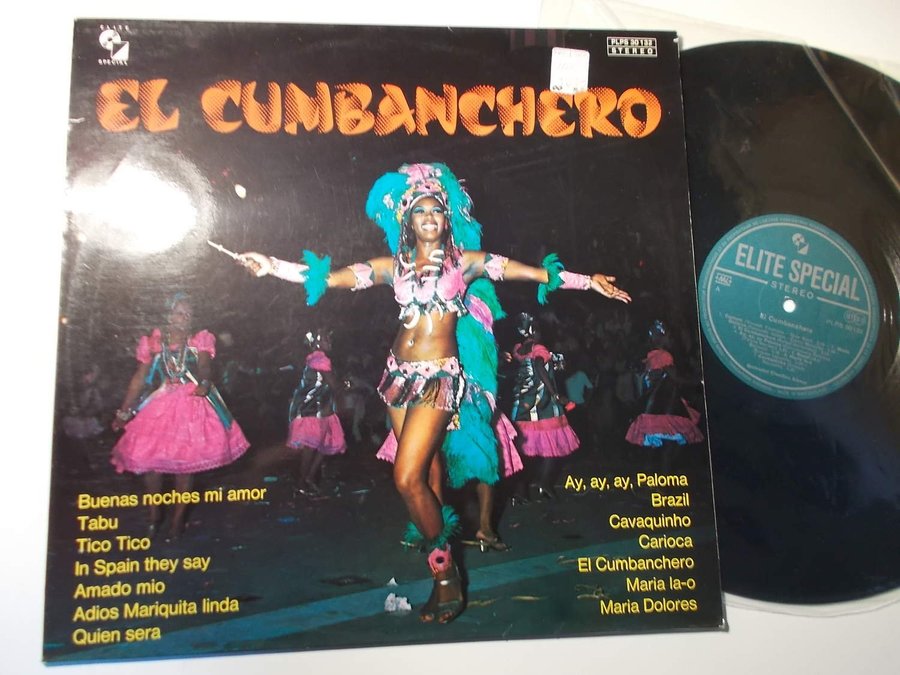 ELITE
SPECIAL
PLPS 30132
STEREO
EL CUMBANCHERO
Buenas noches mi amor
Tabu
Tico Tico
In Spain they say
Amado mio
Adios Mariquita linda
Quien sera
Ay, ay, ay, Paloma
Brazil
Cavaquinho
Carioca
El Cumbanchero
Maria la-o
Maria Dolores
ELITE SPECIAL
STEREO
A
El Cumbanchero